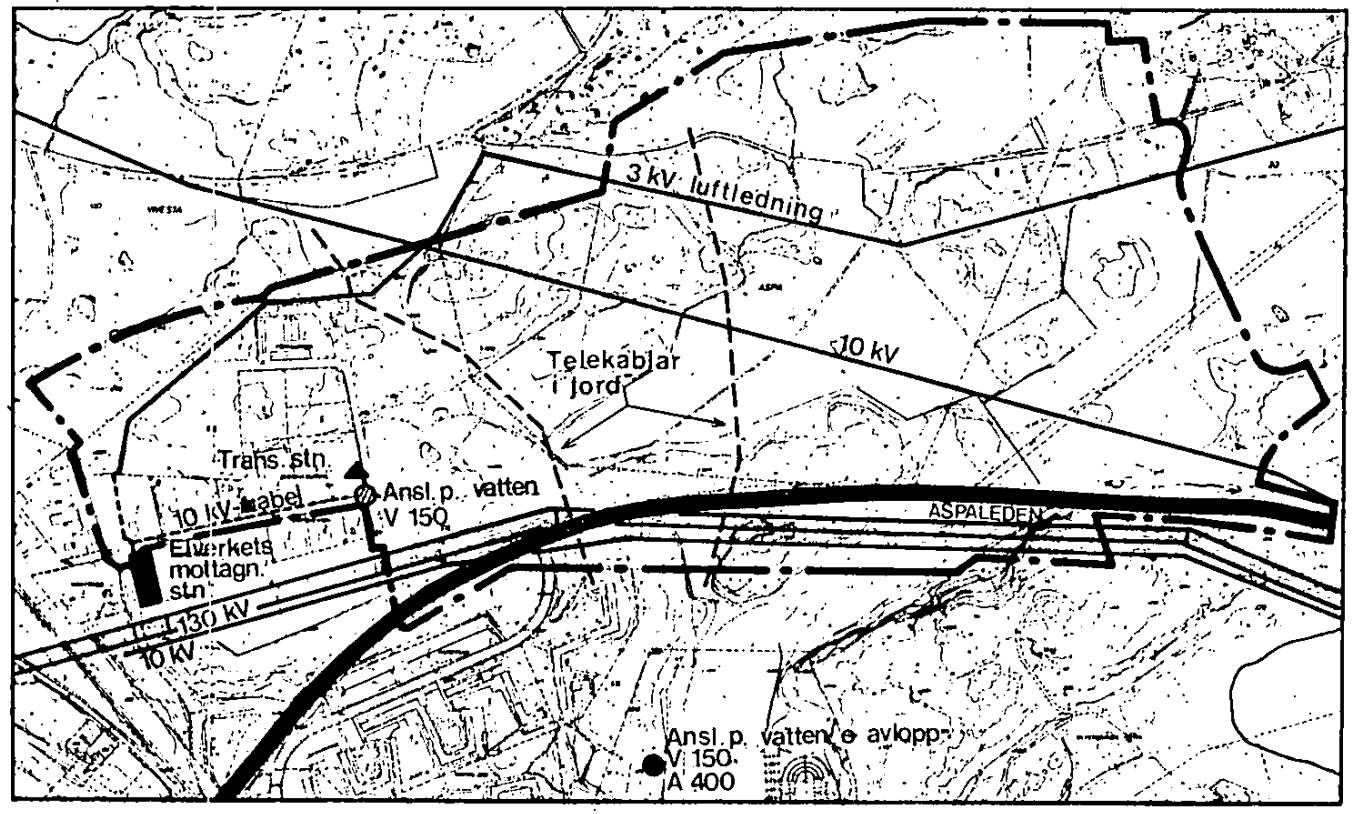 3 kV luftledning
ASPA
10 kV
Telekablar
i jord
Trans. stn.
Ansl. p. vatten
V 150
10 kV-kabel
ASPALEDEN
Elverkets
mottagn.
stn
130 kV
10 kV
Ansl. p. vatten o avlopp
V 150
A 400